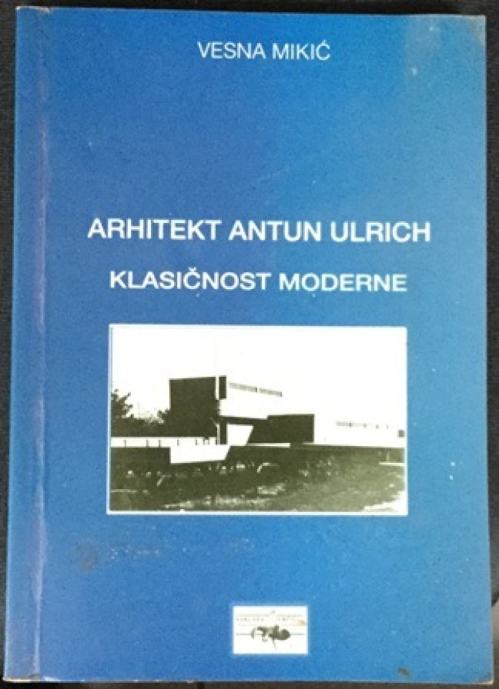 VESNA MIKIĆ
ARHITEKT ANTUN ULRICH
KLASIČNOST MODERNE